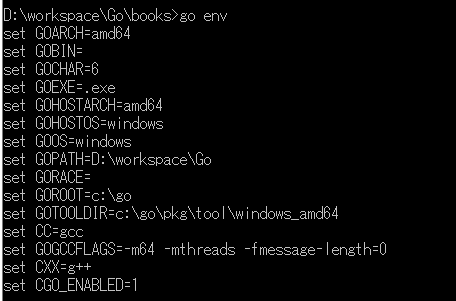 D:\workspace\Go\books>go env
set GOARCH=amd64
set GOBIN=
set GOCHAR=6
set GOEXE=.exe
set GOHOSTARCH=amd64
set GOHOSTOS=windows
set GOOS=windows
set GOPATH=D:\workspace\Go
set GORACE=
set GOROOT=c:\go
set GOTOOLDIR=c:\go\pkg\tool\windows_amd64
set CC=gcc
set GOGCCFLAGS=-m64 -mthreads -fmessage-length=0
set CXX=g++
set CGO_ENABLED=1